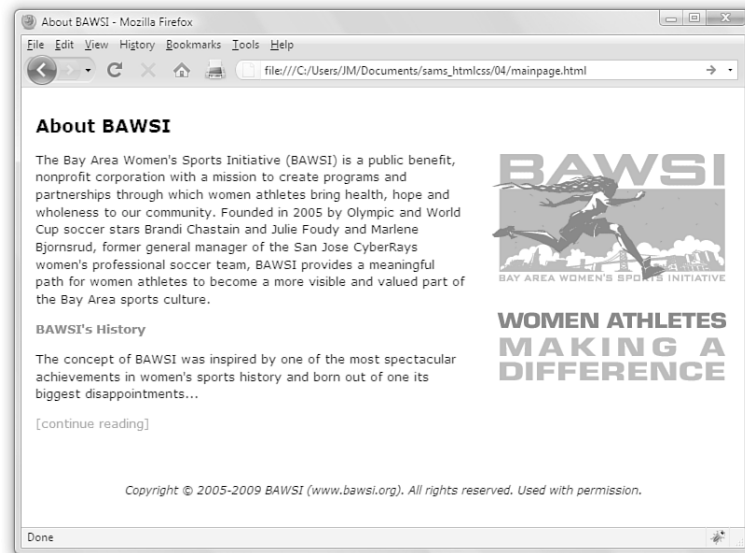 About BAWSI - Mozilla Firefox
File Edit View History Bookmarks Tools Help
file:///C:/Users/JM/Documents/sams_htmlcss/04/mainpage.html
About BAWSI
The Bay Area Women's Sports Initiative (BAWSI) is a public benefit,
nonprofit corporation with a mission to create programs and
partnerships through which women athletes bring health, hope and
wholeness to our community. Founded in 2005 by Olympic and World
Cup soccer stars Brandi Chastain and Julie Foudy and Marlene
Bjornsrud, former general manager of the San Jose CyberRays
women's professional soccer team, BAWSI provides a meaningful
path for women athletes to become a more visible and valued part of
the Bay Area sports culture.
BAWSI's History
The concept of BAWSI was inspired by one of the most spectacular
achievements in women's sports history and born out of one its
biggest disappointments...
[continue reading]
BAWSI
BAY AREA WOMEN'S SPORTS INITIATIVE
WOMEN ATHLETES
MAKING A
DIFFERENCE
Copyright © 2005-2009 BAWSI (www.bawsi.org). All rights reserved. Used with permission.
Done